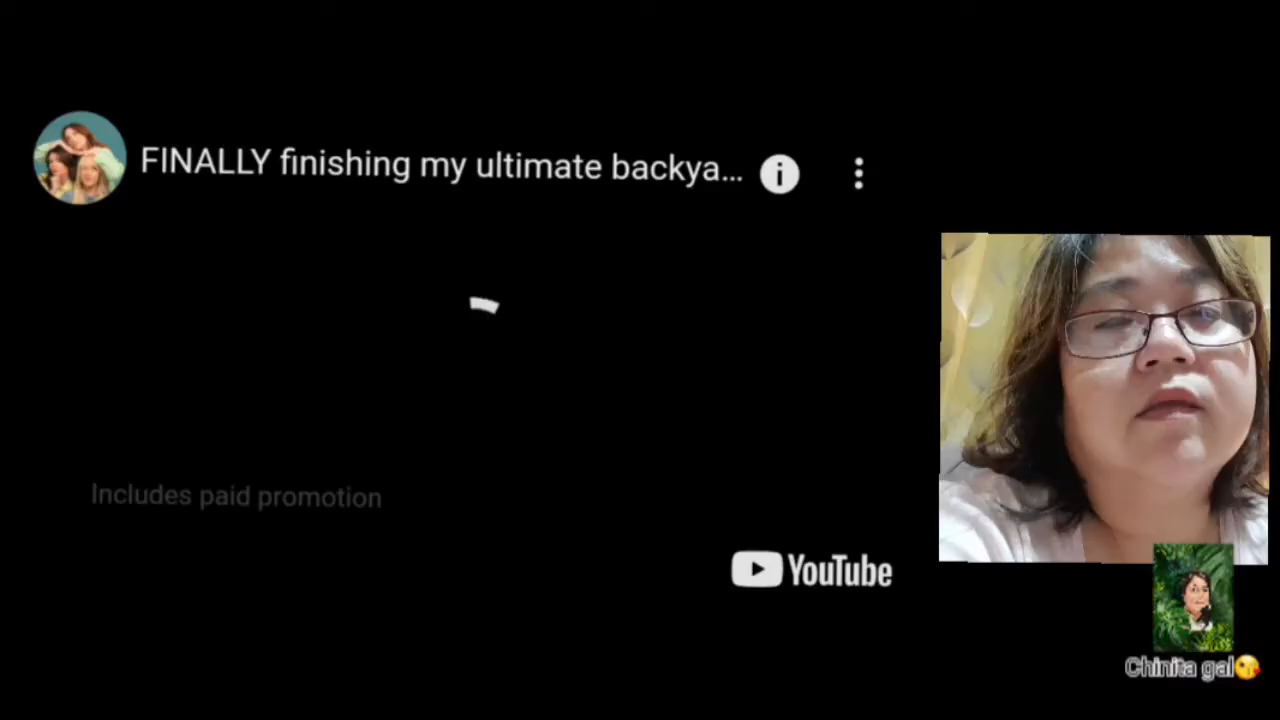 FINALLY finishing my ultimate backya...
Includes paid promotion
YouTube
Chinita gal😘